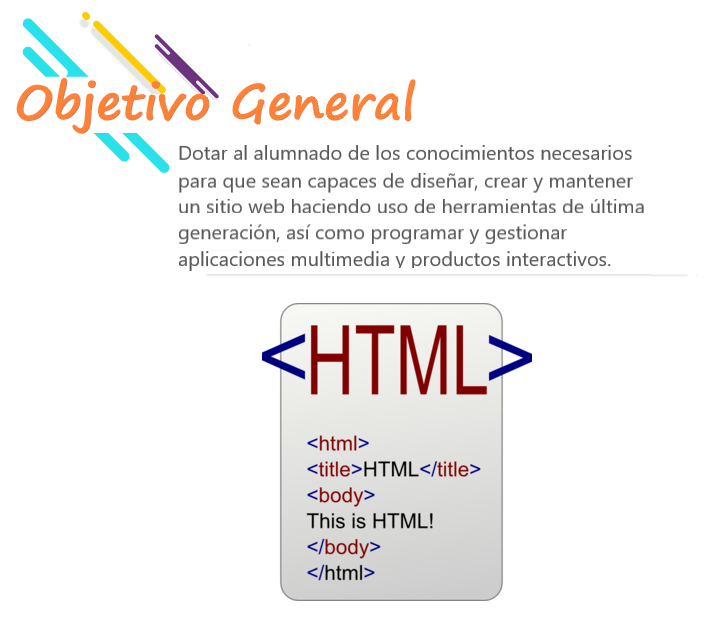 Objetivo General
Dotar al alumnado de los conocimientos necesarios
para que sean capaces de diseñar, crear y mantener
un sitio web haciendo uso de herramientas de última
generación, así como programar y gestionar
aplicaciones multimedia y productos interactivos.
<HTML>
<html>
<title>HTML</title>
<body>
This is HTML!
</body>
</html>